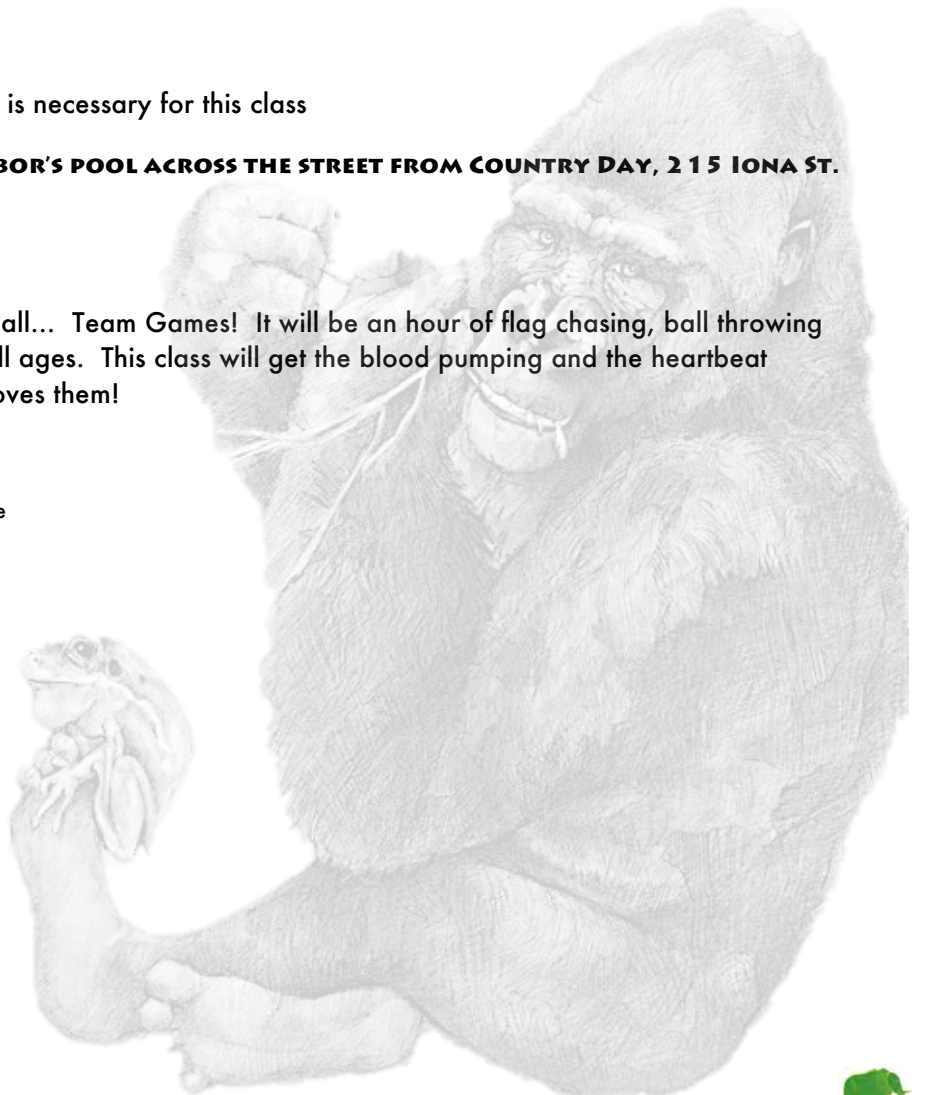 is necessary for this class
BOR'S POOL ACROSS THE STREET FROM COUNTRY DAY, 215 IONA ST.
all... Team Games! It will be an hour of flag chasing, ball throwing
ll ages. This class will get the blood pumping and the heartbeat
oves them!
e